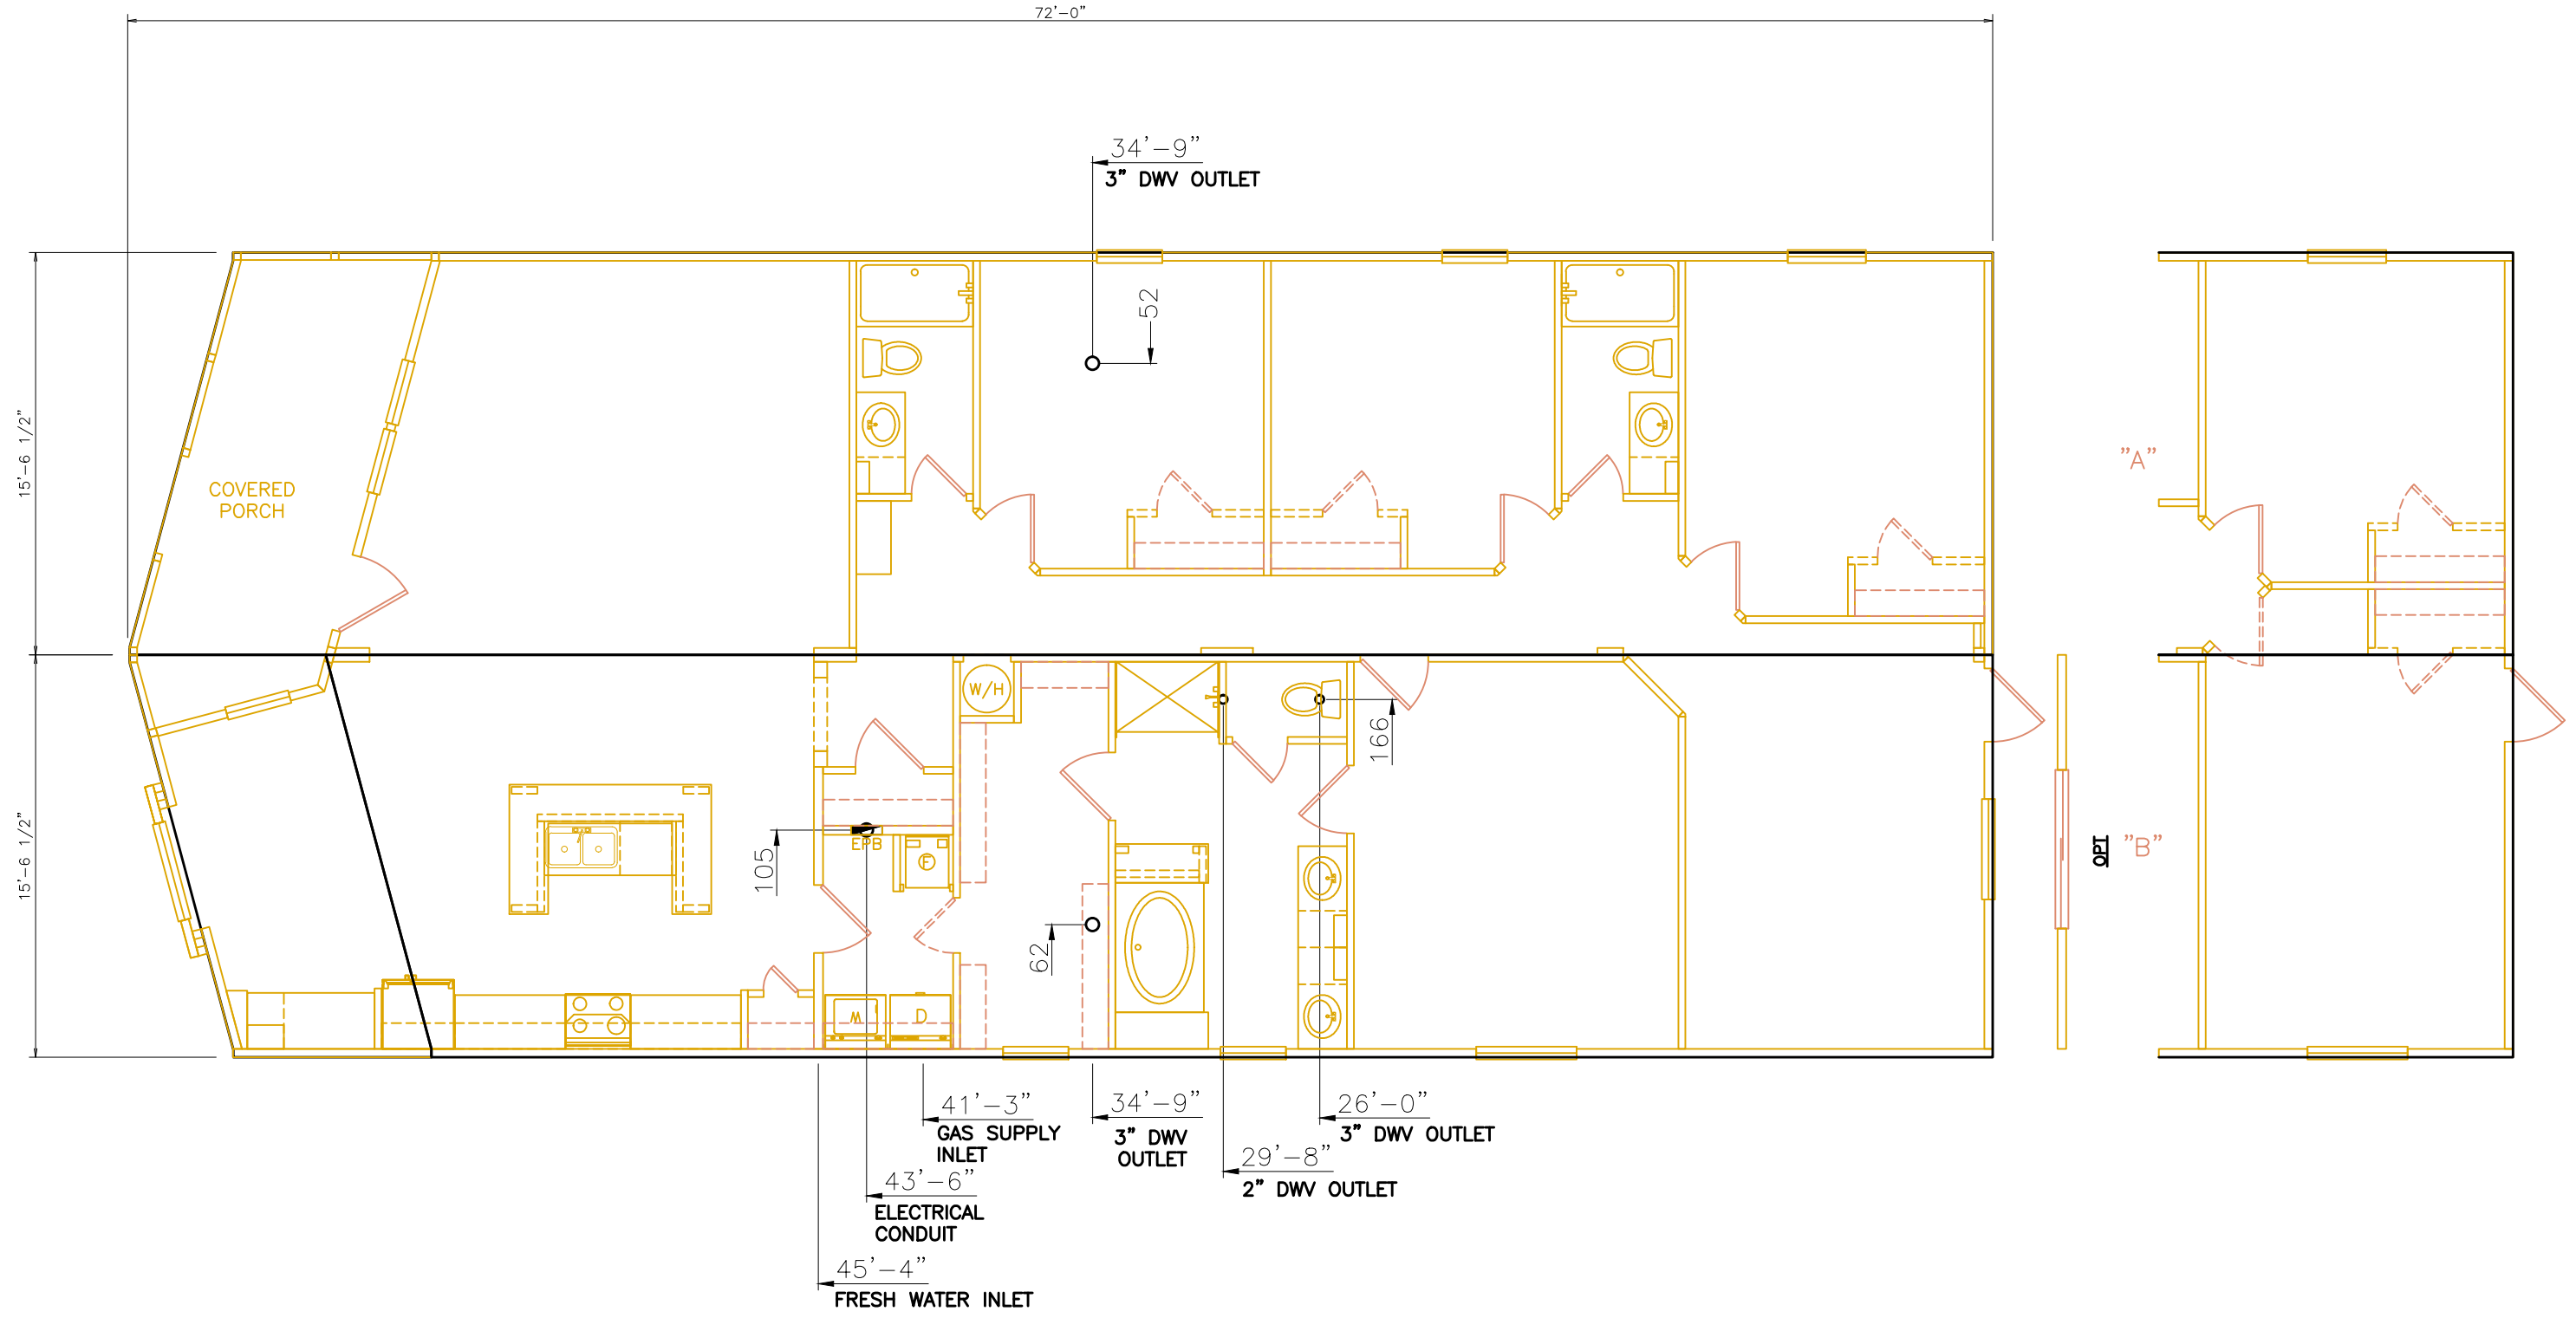 72'-0"
34'-9"
3" DWV OUTLET
52
15'-6 1/2"
COVERED
PORCH
"A"
W/H
166
15'-6 1/2"
105
EPB
F
OPT
"B"
62
W
D
41'-3"
GAS SUPPLY
INLET
34'-9"
3" DWV
OUTLET
26'-0"
3" DWV OUTLET
29'-8"
2" DWV OUTLET
43'-6"
ELECTRICAL
CONDUIT
45'-4"
FRESH WATER INLET